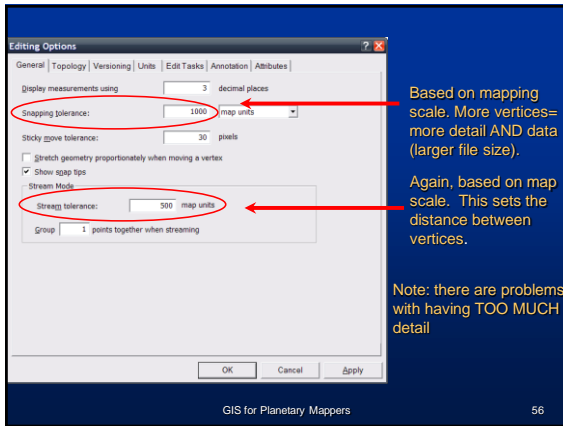 Editing Options
General Topology Versioning Units Edit Tasks Annotation Attributes
Display measurements using 3 decimal places
Snapping tolerance: 1000 map units
Sticky move tolerance: 30 pixels
Stretch geometry proportionately when moving a vertex
Show snap tips
Stream Mode
Stream tolerance: 500 map units
Group 1 points together when streaming
OK Cancel Apply
Based on mapping
scale. More vertices=
more detail AND data
(larger file size).
Again, based on map
scale. This sets the
distance between
vertices.
Note: there are problems
with having TOO MUCH
detail
GIS for Planetary Mappers 56